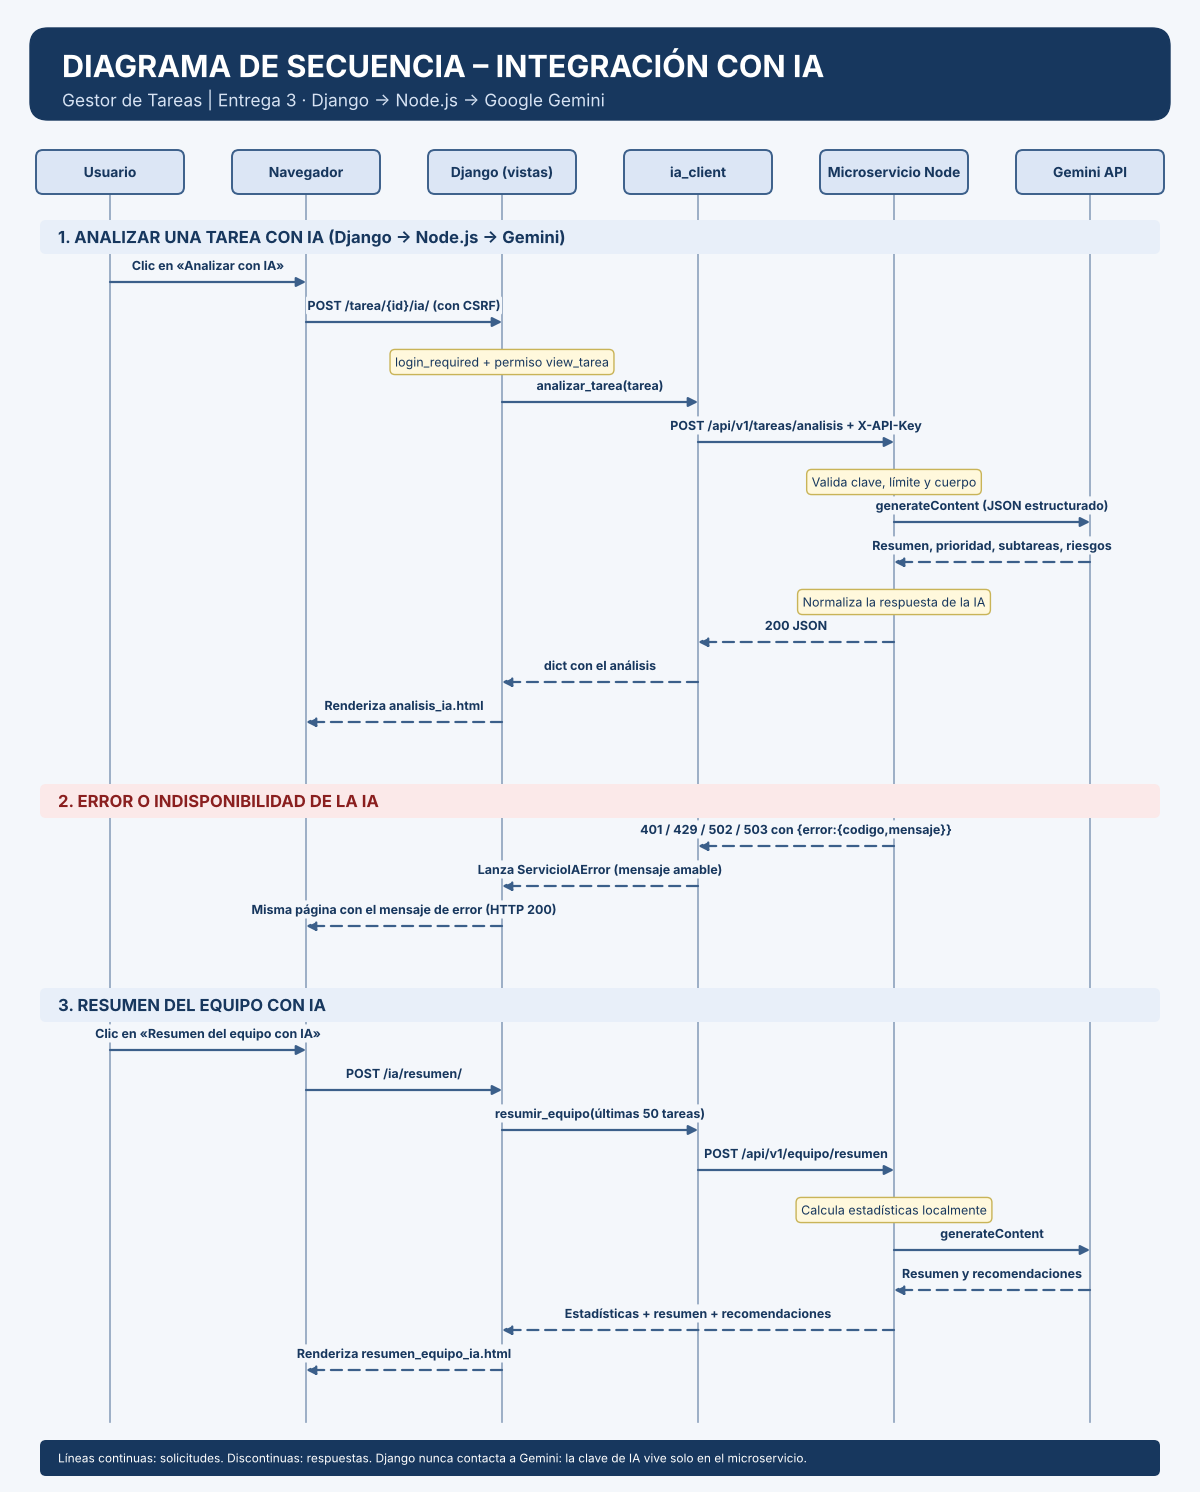 DIAGRAMA DE SECUENCIA – INTEGRACIÓN CON IA
Gestor de Tareas | Entrega 3 · Django → Node.js → Google Gemini
Usuario
Navegador
Django (vistas)
ia_client
Microservicio Node
Gemini API
1. ANALIZAR UNA TAREA CON IA (Django → Node.js → Gemini)
Clic en «Analizar con IA»
POST /tarea/{id}/ia/ (con CSRF)
login_required + permiso view_tarea
analizar_tarea(tarea)
POST /api/v1/tareas/analisis + X-API-Key
Valida clave, límite y cuerpo
generateContent (JSON estructurado)
Resumen, prioridad, subtareas, riesgos
Normaliza la respuesta de la IA
200 JSON
dict con el análisis
Renderiza analisis_ia.html
2. ERROR O INDISPONIBILIDAD DE LA IA
401 / 429 / 502 / 503 con {error:{codigo,mensaje}}
Lanza ServicioIAError (mensaje amable)
Misma página con el mensaje de error (HTTP 200)
3. RESUMEN DEL EQUIPO CON IA
Clic en «Resumen del equipo con IA»
POST /ia/resumen/
resumir_equipo(últimas 50 tareas)
POST /api/v1/equipo/resumen
Calcula estadísticas localmente
generateContent
Resumen y recomendaciones
Estadísticas + resumen + recomendaciones
Renderiza resumen_equipo_ia.html
Líneas continuas: solicitudes. Discontinuas: respuestas. Django nunca contacta a Gemini: la clave de IA vive solo en el microservicio.